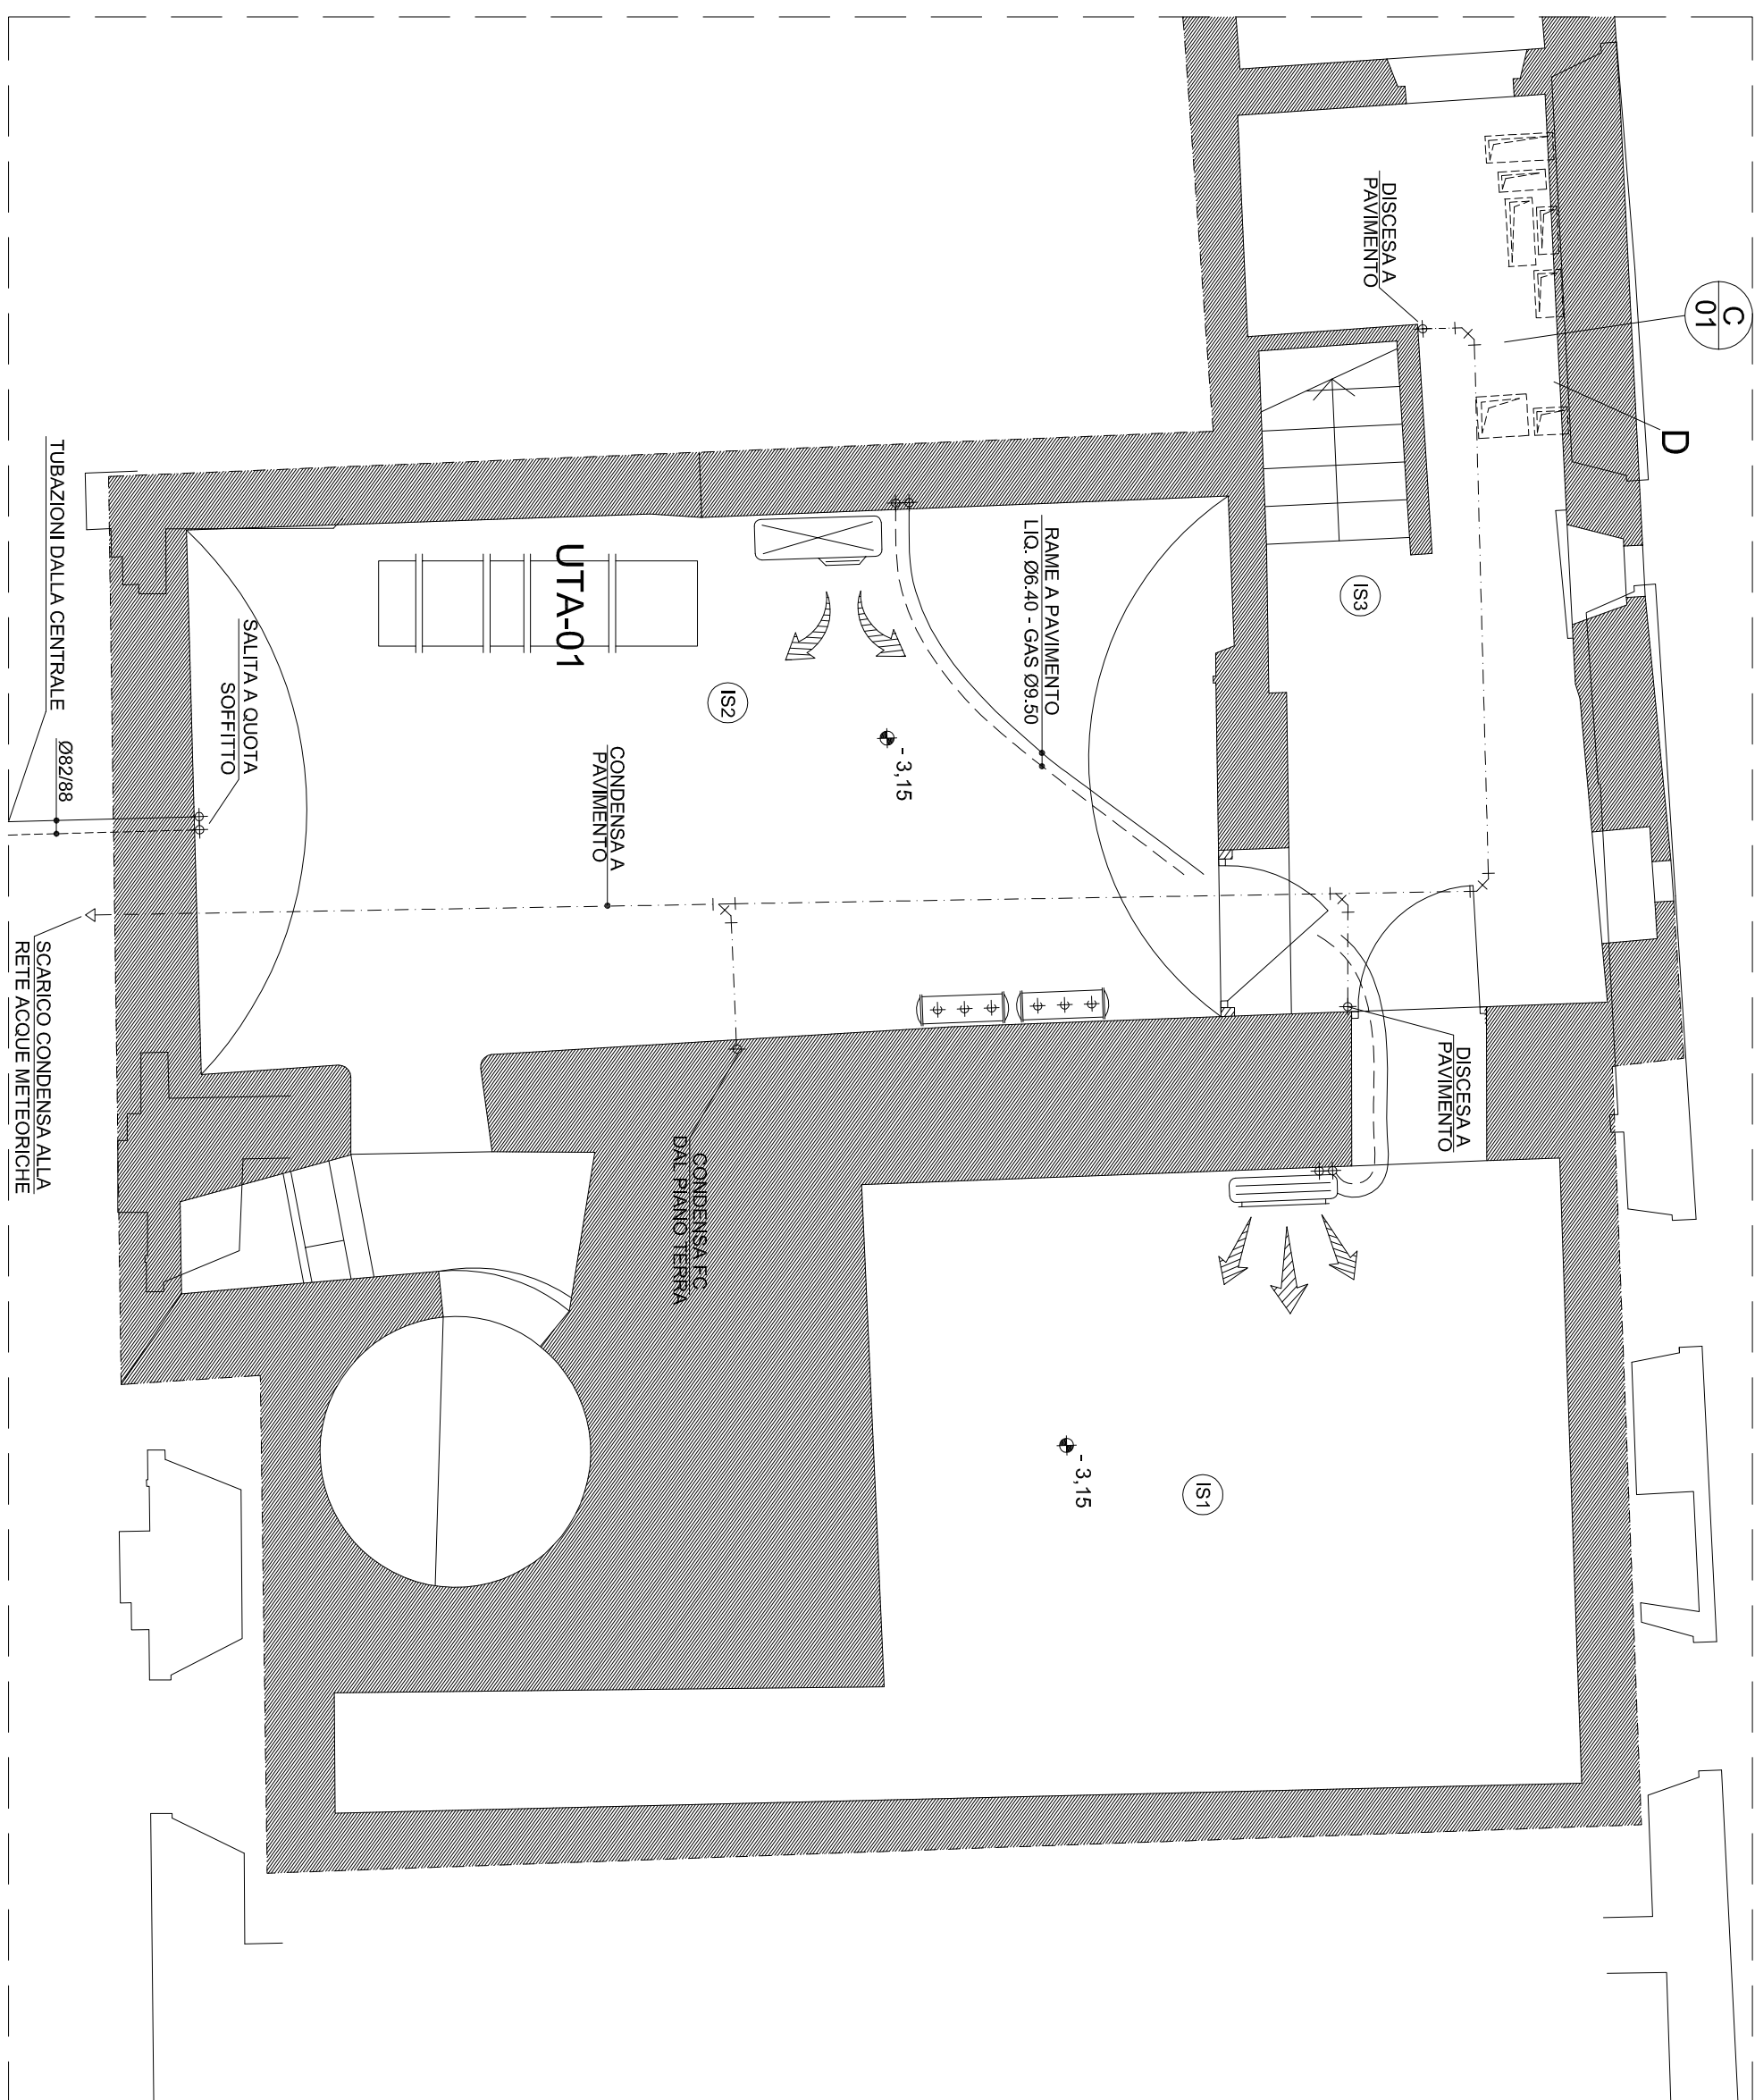 C
01
D
DISCESA A
PAVIMENTO
IS3
RAME A PAVIMENTO
LIQ. Ø6.40 - GAS Ø9.50
UTA-01
IS2
- 3,15
SALITA A QUOTA
SOFFITTO
TUBAZIONI DALLA CENTRALE
Ø82/88
CONDENSA A
PAVIMENTO
SCARICO CONDENSA ALLA
RETE ACQUE METEORICHE
DISCESA A
PAVIMENTO
CONDENSA FC
DAL PIANO TERRA
IS1
- 3,15